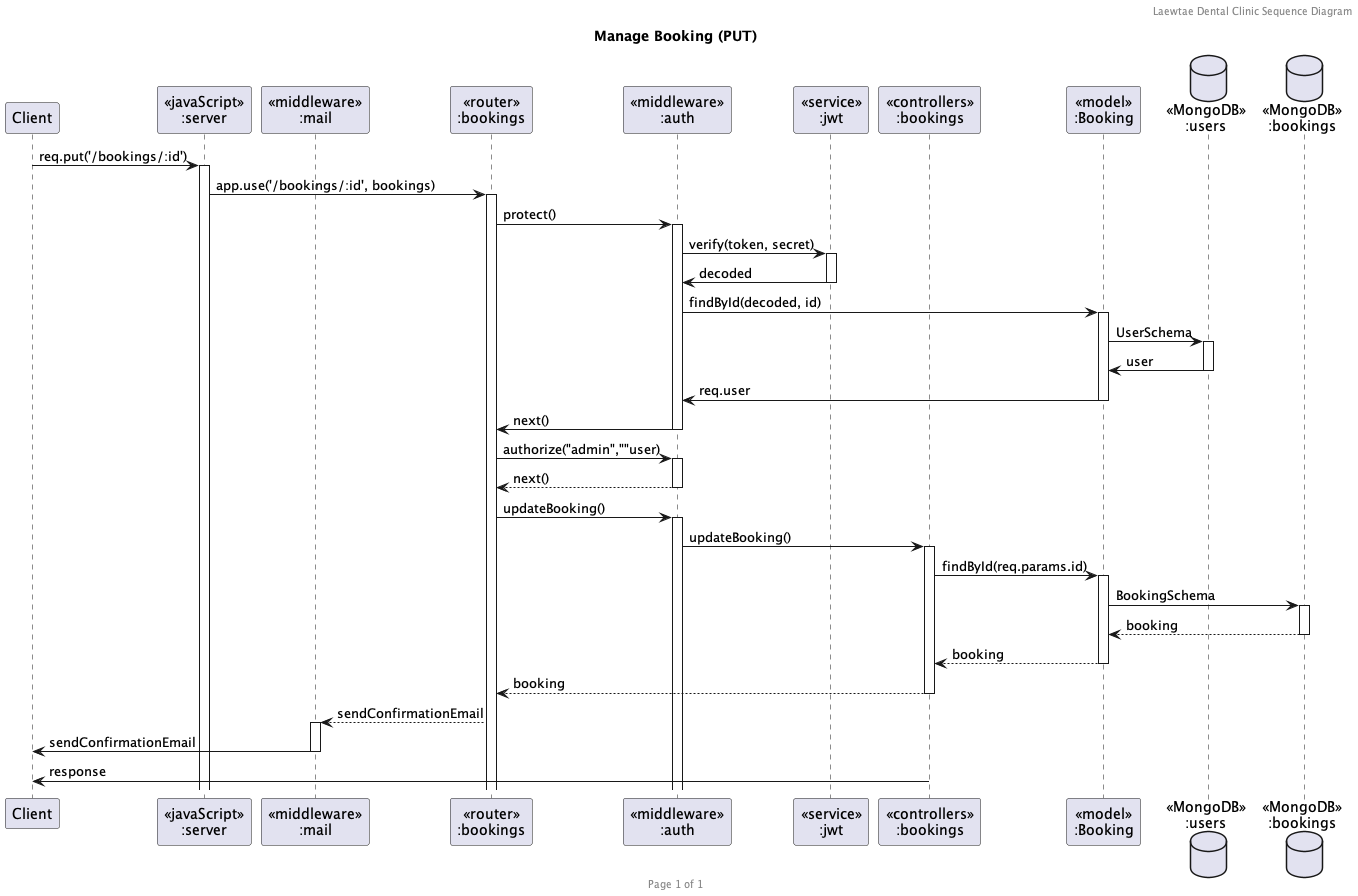 Laewtae Dental Clinic Sequence Diagram
Manage Booking (PUT)
Client
«javaScript»
:server
«middleware»
:mail
«router»
:bookings
«middleware»
:auth
«service»
:jwt
«controllers»
:bookings
«model»
:Booking
«MongoDB»
:users
«MongoDB»
:bookings
req.put('/bookings/:id')
app.use('/bookings/:id', bookings)
protect()
verify(token, secret)
decoded
findById(decoded, id)
UserSchema
user
req.user
next()
authorize("admin",""user)
next()
updateBooking()
updateBooking()
findById(req.params.id)
BookingSchema
booking
booking
booking
sendConfirmationEmail
sendConfirmationEmail
response
Client
«javaScript»
:server
«middleware»
:mail
«router»
:bookings
«middleware»
:auth
«service»
:jwt
«controllers»
:bookings
«model»
:Booking
«MongoDB»
:users
«MongoDB»
:bookings
Page 1 of 1